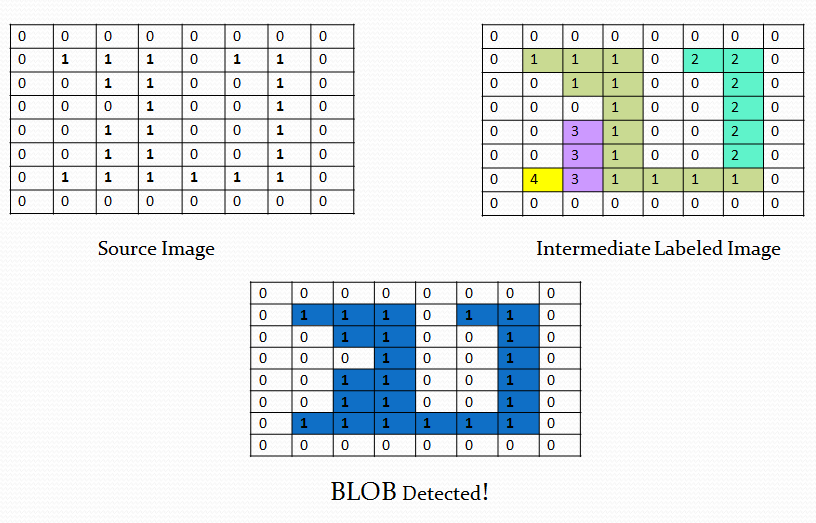 0 0 0 0 0 0 0 0
0 1 1 1 0 1 1 0
0 0 1 1 0 0 1 0
0 0 0 1 0 0 1 0
0 0 1 1 0 0 1 0
0 0 1 1 0 0 1 0
0 1 1 1 1 1 1 0
0 0 0 0 0 0 0 0
Source Image
0 0 0 0 0 0 0 0
0 1 1 1 0 2 2 0
0 0 1 1 0 0 2 0
0 0 0 1 0 0 2 0
0 0 3 1 0 0 2 0
0 0 3 1 0 0 2 0
0 4 3 1 1 1 1 0
0 0 0 0 0 0 0 0
Intermediate Labeled Image
0 0 0 0 0 0 0 0
0 1 1 1 0 1 1 0
0 0 1 1 0 0 1 0
0 0 0 1 0 0 1 0
0 0 1 1 0 0 1 0
0 0 1 1 0 0 1 0
0 1 1 1 1 1 1 0
0 0 0 0 0 0 0 0
BLOB Detected!